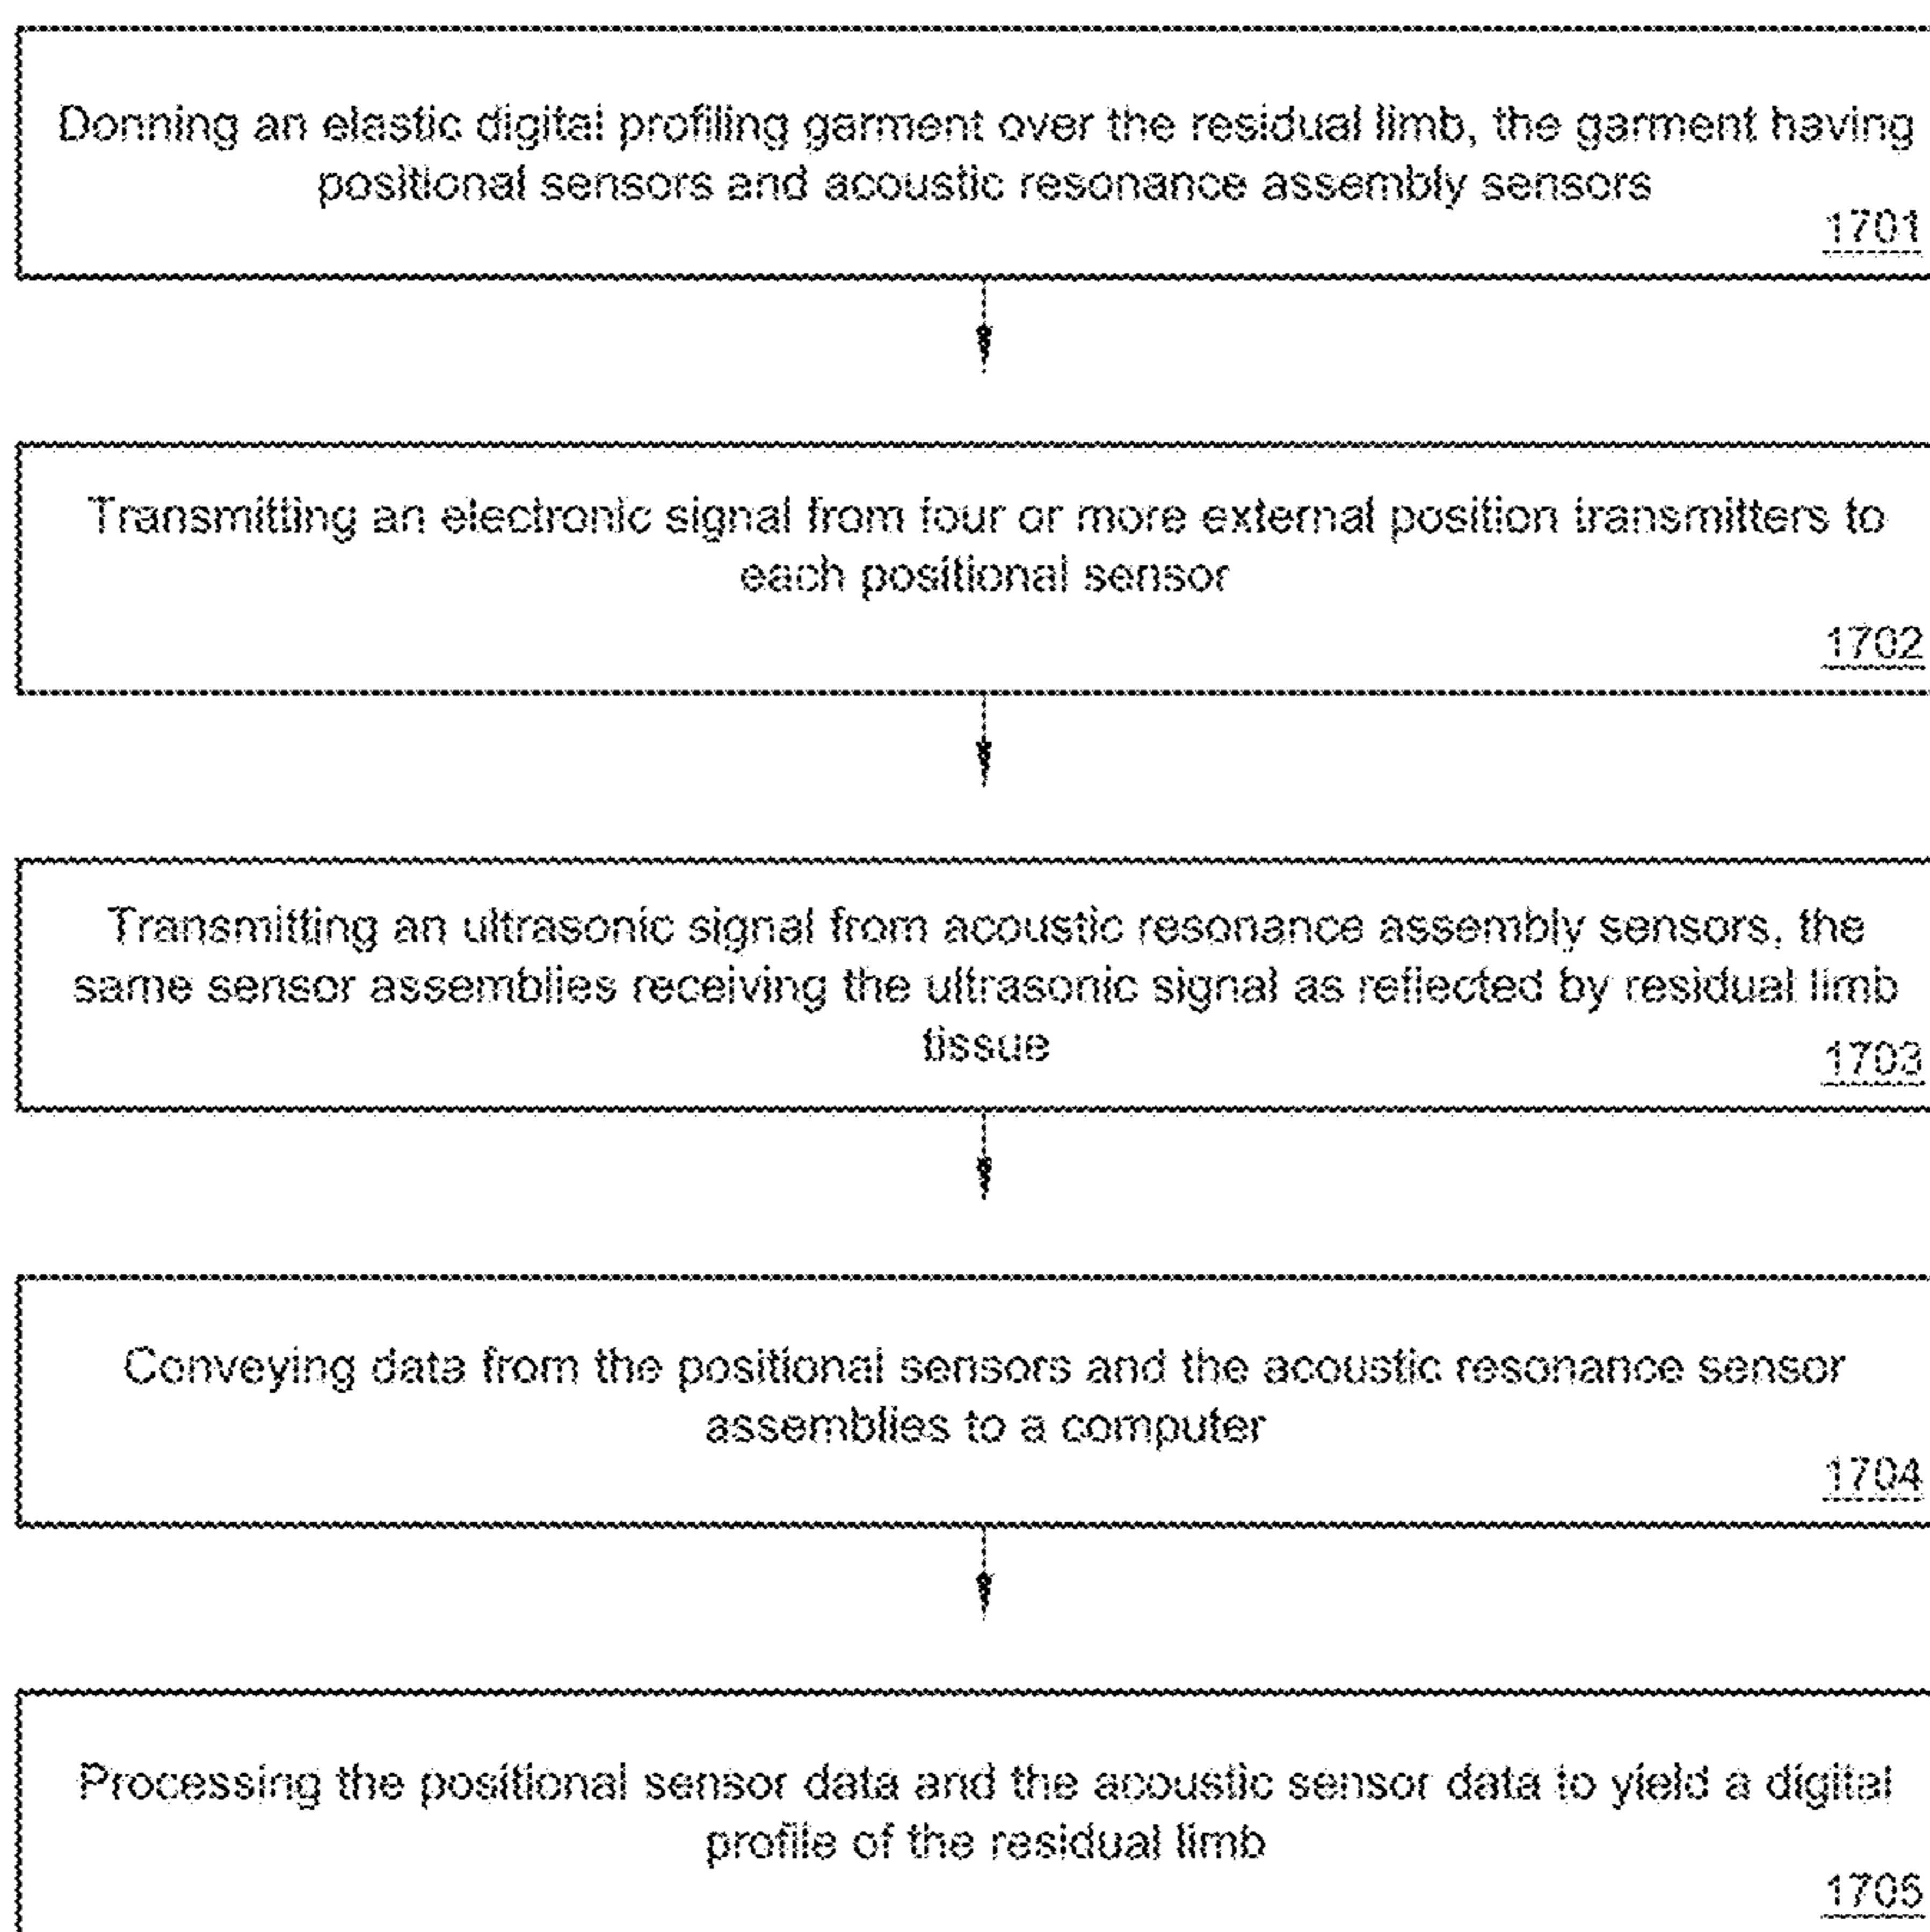 Donning an elastic digital profiling garment over the residual limb, the garment having
positional sensors and acoustic resonance assembly sensors
1701
Transmitting an electronic signal from four or more external position transmitters to
each positional sensor
1702
Transmitting an ultrasonic signal from acoustic resonance assembly sensors, the
same sensor assemblies receiving the ultrasonic signal as reflected by residual limb
tissue
1703
Conveying data from the positional sensors and the acoustic resonance sensor
assemblies to a computer
1704
Processing the positional sensor data and the acoustic sensor data to yield a digital
profile of the residual limb
1705